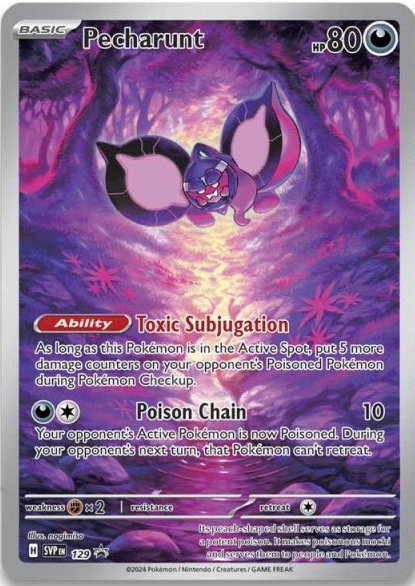 BASIC
Pecharunt
HP80
Ability Toxic Subjugation
As long as this Pokémon is in the Active Spot, put 5 more
damage counters on your opponent's Poisoned Pokémon
during Pokémon Checkup.
Poison Chain 10
Your opponent's Active Pokémon is now Poisoned. During
your opponent's next turn, that Pokémon can't retreat.
weakness ×2 resistance retreat
Illus. nagimiso
Its peach-shaped shell serves as storage for
a potent poison. It makes poisonous mochi
and serves them to people and Pokémon.
H SVP EN 129
©2024 Pokémon / Nintendo / Creatures / GAME FREAK